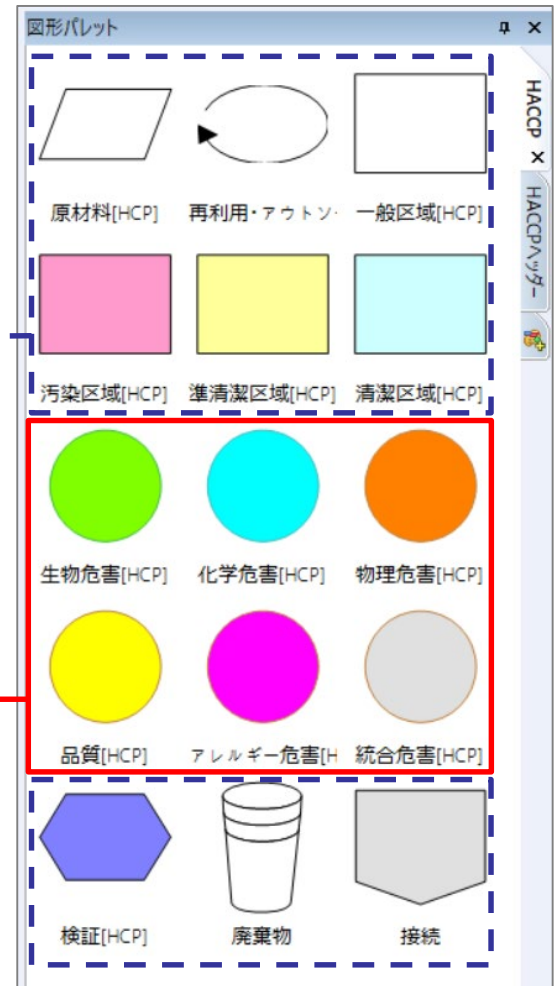 図形パレット
HACCP
HACCPヘッダー
原材料[HCP]
再利用・アウトソ
一般区域[HCP]
汚染区域[HCP]
準清潔区域[HCP]
清潔区域[HCP]
生物危害[HCP]
化学危害[HCP]
物理危害[HCP]
品質[HCP]
アレルギー危害[H
統合危害[HCP]
検証[HCP]
廃棄物
接続